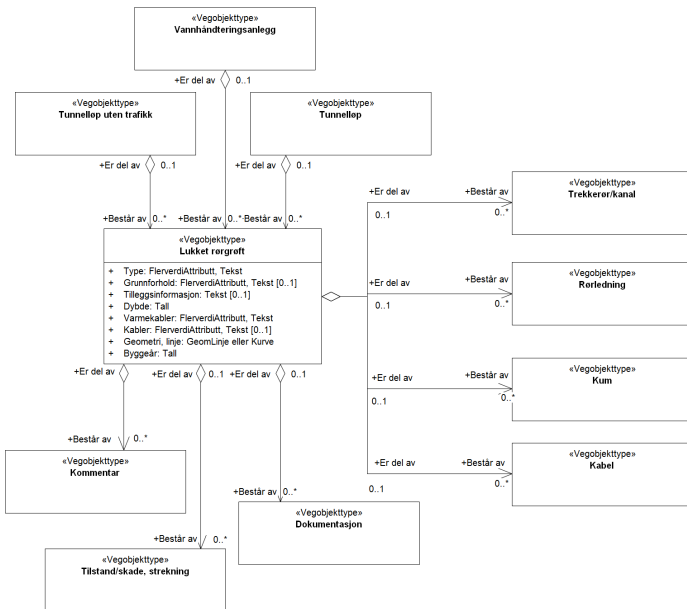 «Vegobjekttype»
Vannhåndteringsanlegg
+Er del av 0..1
«Vegobjekttype»
Tunnelløp uten trafikk
«Vegobjekttype»
Tunnelløp
+Er del av 0..1
+Er del av 0..1
+Består av 0..*
+Består av 0..*
+Består av 0..*
«Vegobjekttype»
Lukket rørgrøft
+ Type: FlerverdiAttributt, Tekst
+ Grunnforhold: FlerverdiAttributt, Tekst [0..1]
+ Tilleggsinformasjon: Tekst [0..1]
+ Dybde: Tall
+ Varmekabler: FlerverdiAttributt, Tekst
+ Kabler: FlerverdiAttributt, Tekst [0..1]
+ Geometri, linje: GeomLinje eller Kurve
+ Byggeår: Tall
+Er del av +Består av
0..1 0..*
«Vegobjekttype»
Trekkerør/kanal
+Er del av +Består av
0..1 0..*
«Vegobjekttype»
Rørledning
+Er del av +Består av
0..1 0..*
«Vegobjekttype»
Kum
+Er del av +Består av
0..1 0..*
«Vegobjekttype»
Kabel
+Er del av 0..1
+Er del av 0..1
+Er del av 0..1
+Består av 0..*
«Vegobjekttype»
Kommentar
+Består av 0..*
«Vegobjekttype»
Dokumentasjon
+Består av 0..*
«Vegobjekttype»
Tilstand/skade, strekning